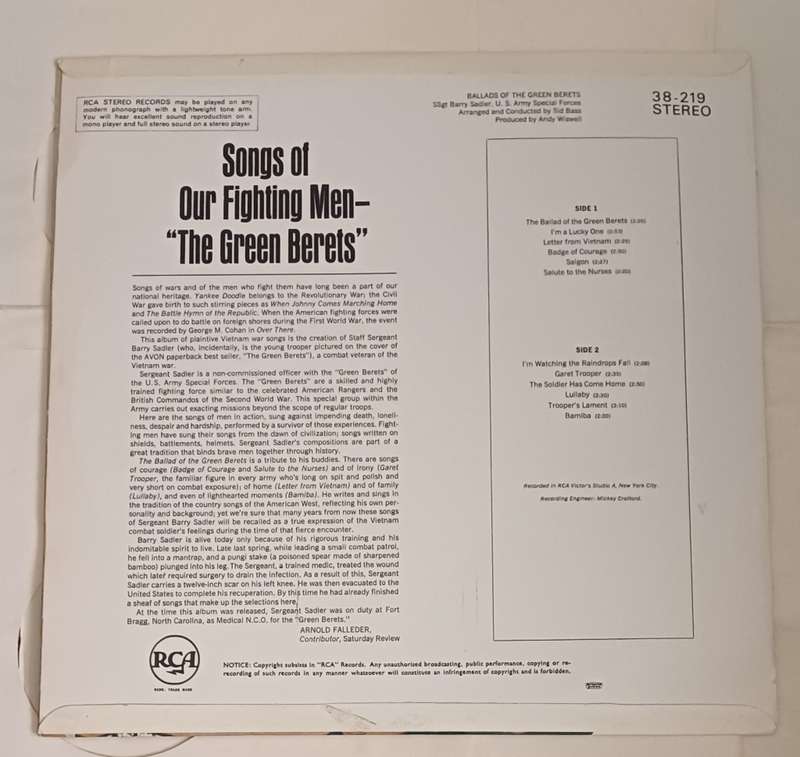 RCA STEREO RECORDS may be played on any
modern phonograph with a lightweight tone arm.
You will hear excellent sound reproduction on a
mono player and full stereo sound on a stereo player.
BALLADS OF THE GREEN BERETS
SSgt Barry Sadler, U. S. Army Special Forces
Arranged and Conducted by Sid Bass
Produced by Andy Wiswell
38-219
STEREO
Songs of
Our Fighting Men–
“The Green Berets”
Songs of wars and of the men who fight them have long been a part of our
national heritage. Yankee Doodle belongs to the Revolutionary War; the Civil
War gave birth to such stirring pieces as When Johnny Comes Marching Home
and The Battle Hymn of the Republic. When the American fighting forces were
called upon to do battle on foreign shores during the First World War, the event
was recorded by George M. Cohan in Over There.
This album of plaintive Vietnam war songs is the creation of Staff Sergeant
Barry Sadler (who, incidentally, is the young trooper pictured on the cover of
the AVON paperback best seller, "The Green Berets"), a combat veteran of the
Vietnam war.
Sergeant Sadler is a non-commissioned officer with the "Green Berets" of
the U.S. Army Special Forces. The "Green Berets" are a skilled and highly
trained fighting force similar to the celebrated American Rangers and the
British Commandos of the Second World War. This special group within the
Army carries out exacting missions beyond the scope of regular troops.
Here are the songs of men in action, sung against impending death, loneli-
ness, despair and hardship, performed by a survivor of those experiences. Fight-
ing men have sung their songs from the dawn of civilization; songs written on
shields, battlements, helmets. Sergeant Sadler's compositions are part of a
great tradition that binds brave men together through history.
The Ballad of the Green Berets is a tribute to his buddies. There are songs
of courage (Badge of Courage and Salute to the Nurses) and of irony (Garet
Trooper, the familiar figure in every army who's long on spit and polish and
very short on combat exposure); of home (Letter from Vietnam) and of family
(Lullaby), and even of lighthearted moments (Bamiba). He writes and sings in
the tradition of the country songs of the American West, reflecting his own per-
sonality and background; yet we're sure that many years from now these songs
of Sergeant Barry Sadler will be recalled as a true expression of the Vietnam
combat soldier's feelings during the time of that fierce encounter.
Barry Sadler is alive today only because of his rigorous training and his
indomitable spirit to live. Late last spring, while leading a small combat patrol,
he fell into a mantrap, and a pungi stake (a poisoned spear made of sharpened
bamboo) plunged into his leg. The Sergeant, a trained medic, treated the wound
which later required surgery to drain the infection. As a result of this, Sergeant
Sadler carries a twelve-inch scar on his left knee. He was then evacuated to the
United States to complete his recuperation. By this time he had already finished
a sheaf of songs that make up the selections here.
At the time this album was released, Sergeant Sadler was on duty at Fort
Bragg, North Carolina, as Medical N.C.O. for the "Green Berets."
ARNOLD FALLEDER,
Contributor, Saturday Review
SIDE 1
The Ballad of the Green Berets
I'm a Lucky One
Letter from Vietnam
Badge of Courage
Saigon
Salute to the Nurses
SIDE 2
I'm Watching the Raindrops Fall
Garet Trooper
The Soldier Has Come Home
Lullaby
Trooper's Lament
Bamiba
Recorded in RCA Victor's Studio A, New York City.
Recording Engineer: Mickey Crofford.
RCA
REGD. TRADE MARK
NOTICE: Copyright subsists in "RCA" Records. Any unauthorised broadcasting, public performance, copying or re-
recording of such records in any manner whatsoever will constitute an infringement of copyright and is forbidden.